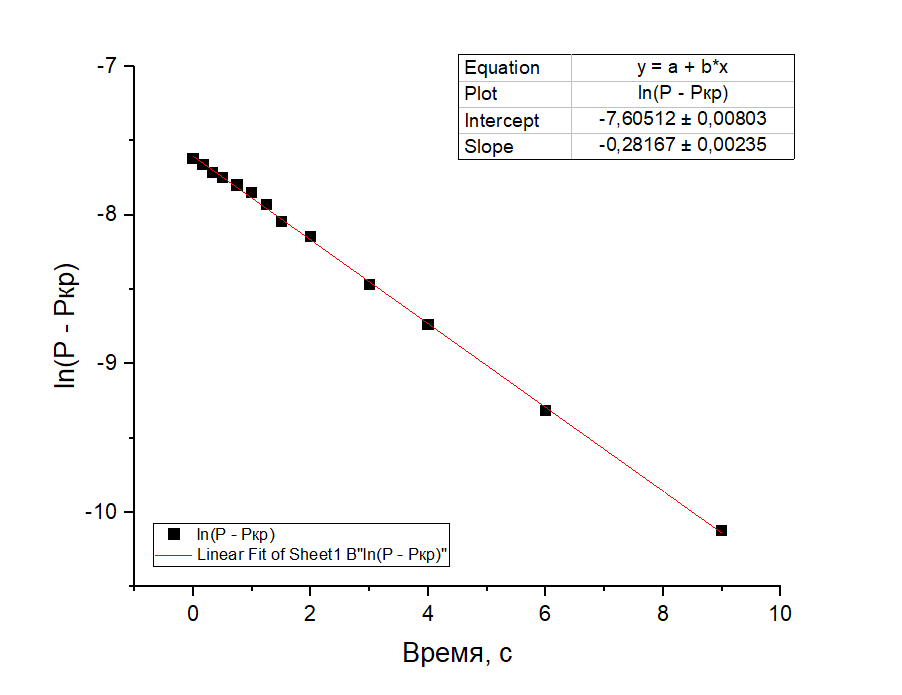 -7
-8
-9
-10
ln(P - Pкр)
Equation y = a + b*x
Plot ln(P - Pкр)
Intercept -7,60512 ± 0,00803
Slope -0,28167 ± 0,00235
ln(P - Pкр)
Linear Fit of Sheet1 B"ln(P - Pкр)"
0 2 4 6 8 10
Время, с